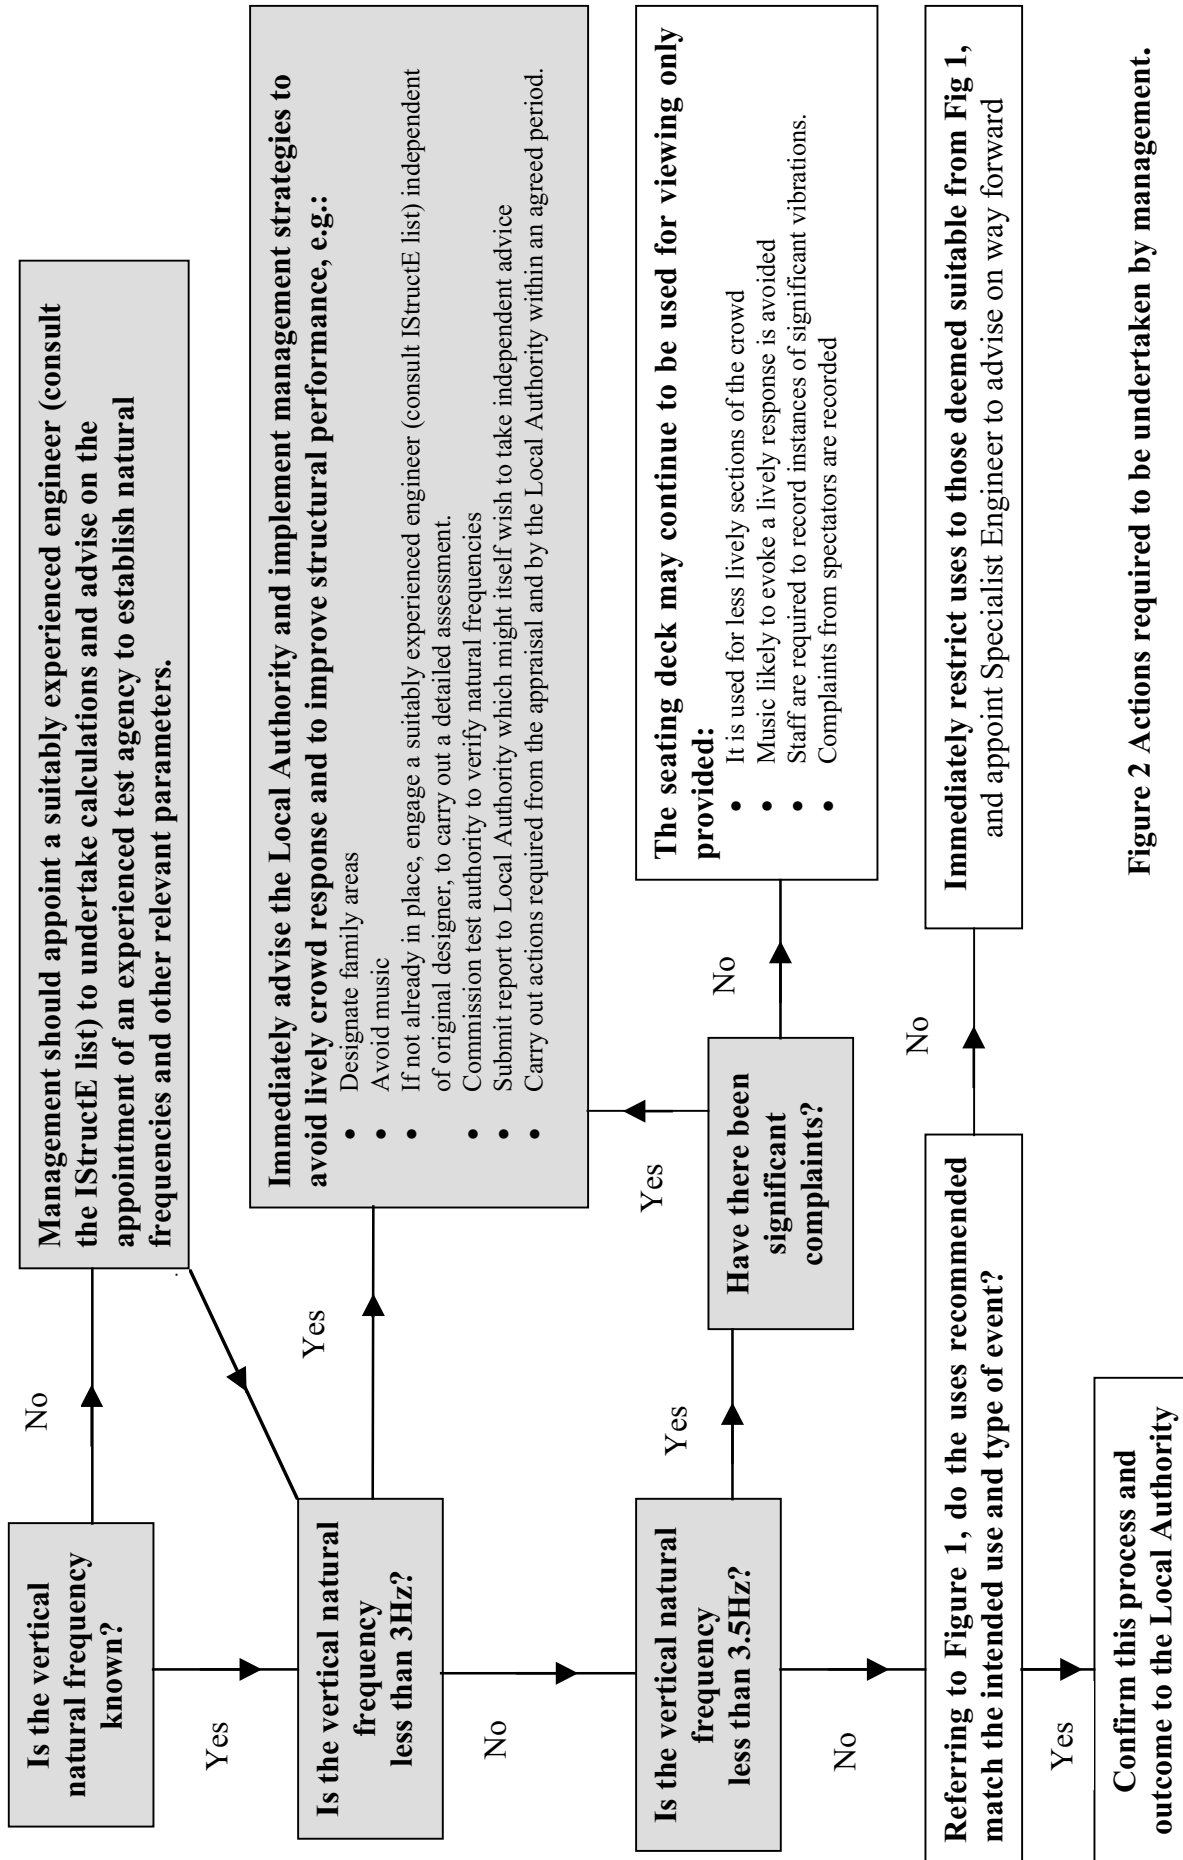 Is the vertical
natural frequency
known?
No
Management should appoint a suitably experienced engineer (consult
the IStructE list) to undertake calculations and advise on the
appointment of an experienced test agency to establish natural
frequencies and other relevant parameters.
Yes
Is the vertical natural
frequency
less than 3Hz?
Yes
Immediately advise the Local Authority and implement management strategies to
avoid lively crowd response and to improve structural performance, e.g.:
• Designate family areas
• Avoid music
• If not already in place, engage a suitably experienced engineer (consult IStructE list) independent
of original designer, to carry out a detailed assessment.
• Commission test authority to verify natural frequencies
• Submit report to Local Authority which might itself wish to take independent advice
• Carry out actions required from the appraisal and by the Local Authority within an agreed period.
No
Is the vertical natural
frequency
less than 3.5Hz?
Yes
Have there been
significant
complaints?
Yes
No
The seating deck may continue to be used for viewing only
provided:
• It is used for less lively sections of the crowd
• Music likely to evoke a lively response is avoided
• Staff are required to record instances of significant vibrations.
• Complaints from spectators are recorded
No
Referring to Figure 1, do the uses recommended
match the intended use and type of event?
No
Immediately restrict uses to those deemed suitable from Fig 1,
and appoint Specialist Engineer to advise on way forward
Yes
Confirm this process and
outcome to the Local Authority
Figure 2 Actions required to be undertaken by management.